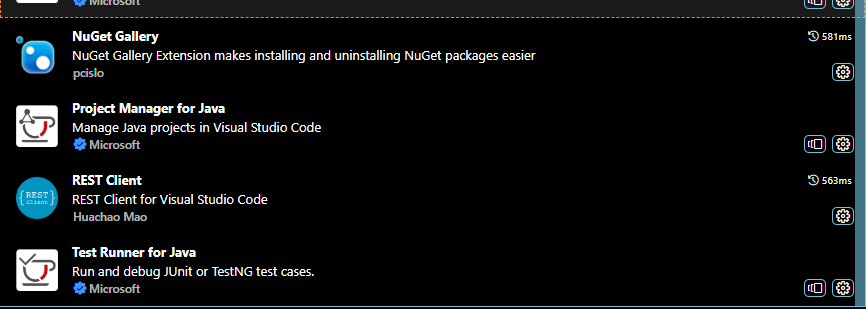 Microsoft
NuGet Gallery
581ms
NuGet Gallery Extension makes installing and uninstalling NuGet packages easier
pcislo
Project Manager for Java
Manage Java projects in Visual Studio Code
Microsoft
{REST}
Client
REST Client
563ms
REST Client for Visual Studio Code
Huachao Mao
Test Runner for Java
Run and debug JUnit or TestNG test cases.
Microsoft